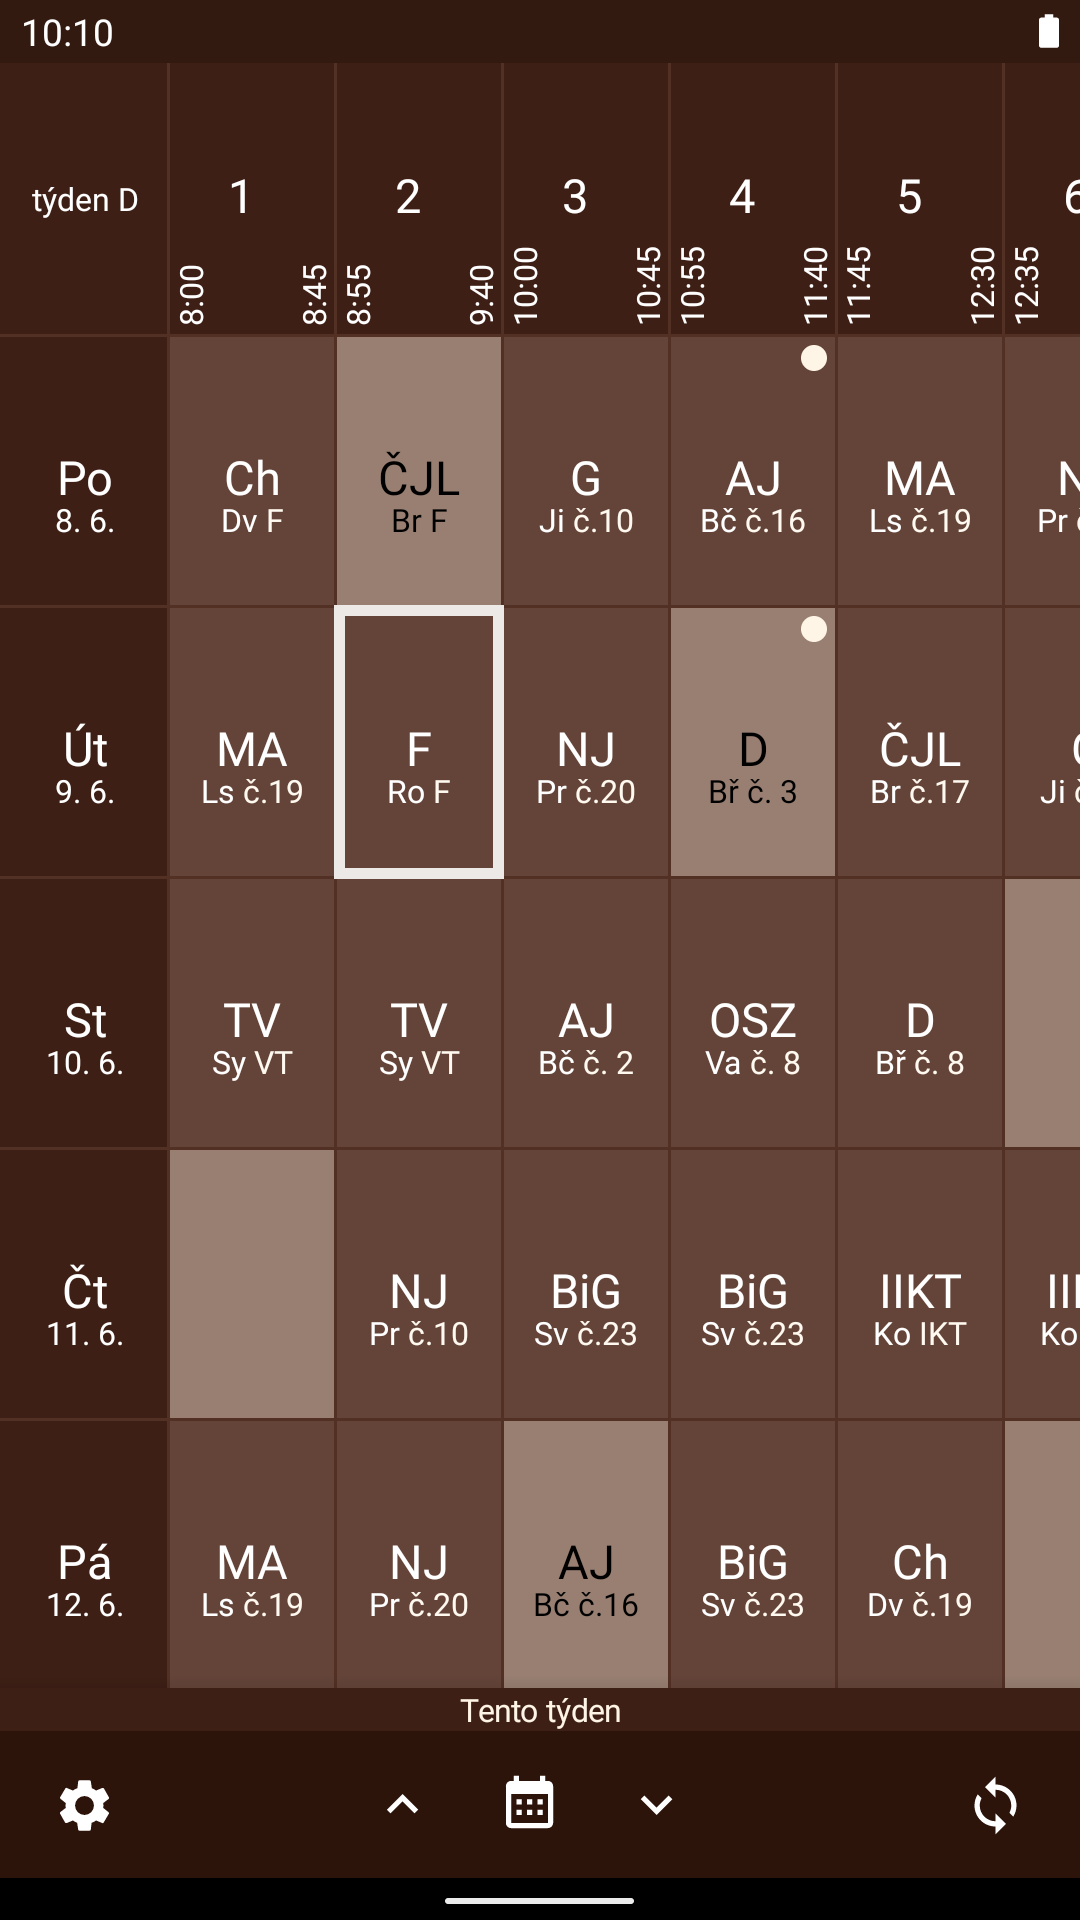 10:10
týden D
1
2
3
4
5
6
8:00
8:45
8:55
9:40
10:00
10:45
10:55
11:40
11:45
12:30
12:35
Po
8. 6.
Ch
Dv F
ČJL
Br F
G
Ji č.10
AJ
Bč č.16
MA
Ls č.19
N
Pr
Út
9. 6.
MA
Ls č.19
F
Ro F
NJ
Pr č.20
D
Bř č. 3
ČJL
Br č.17
Ji
St
10. 6.
TV
Sy VT
TV
Sy VT
AJ
Bč č. 2
OSZ
Va č. 8
D
Bř č. 8
Čt
11. 6.
NJ
Pr č.10
BiG
Sv č.23
BiG
Sv č.23
IIKT
Ko IKT
Ko
Pá
12. 6.
MA
Ls č.19
NJ
Pr č.20
AJ
Bč č.16
BiG
Sv č.23
Ch
Dv č.19
Tento týden